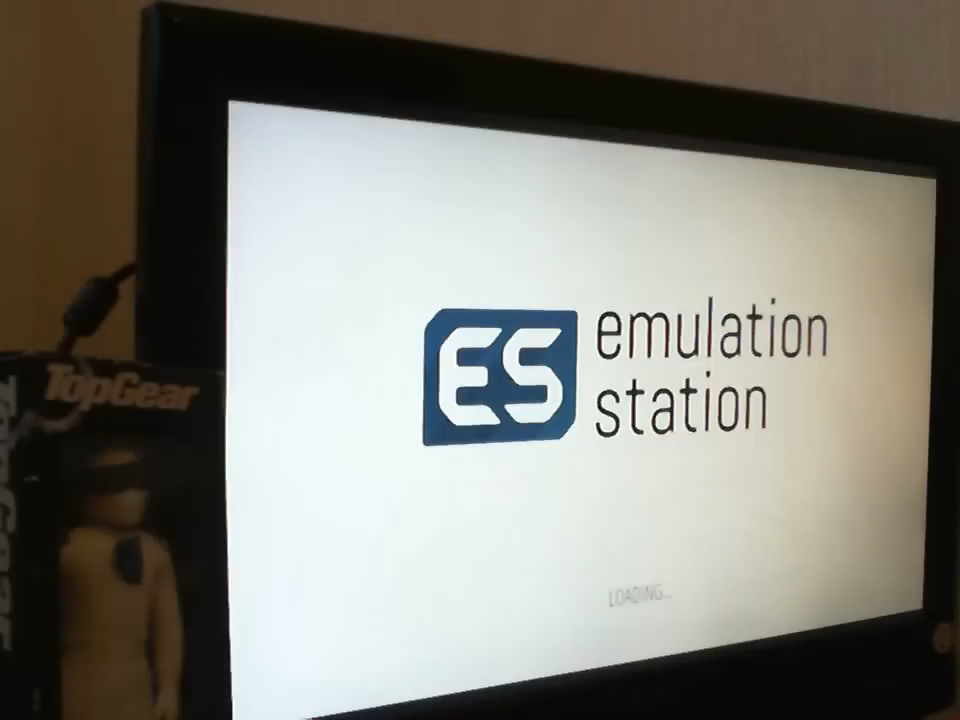 TopGear
TopGear
ES
emulation
station
LOADING...